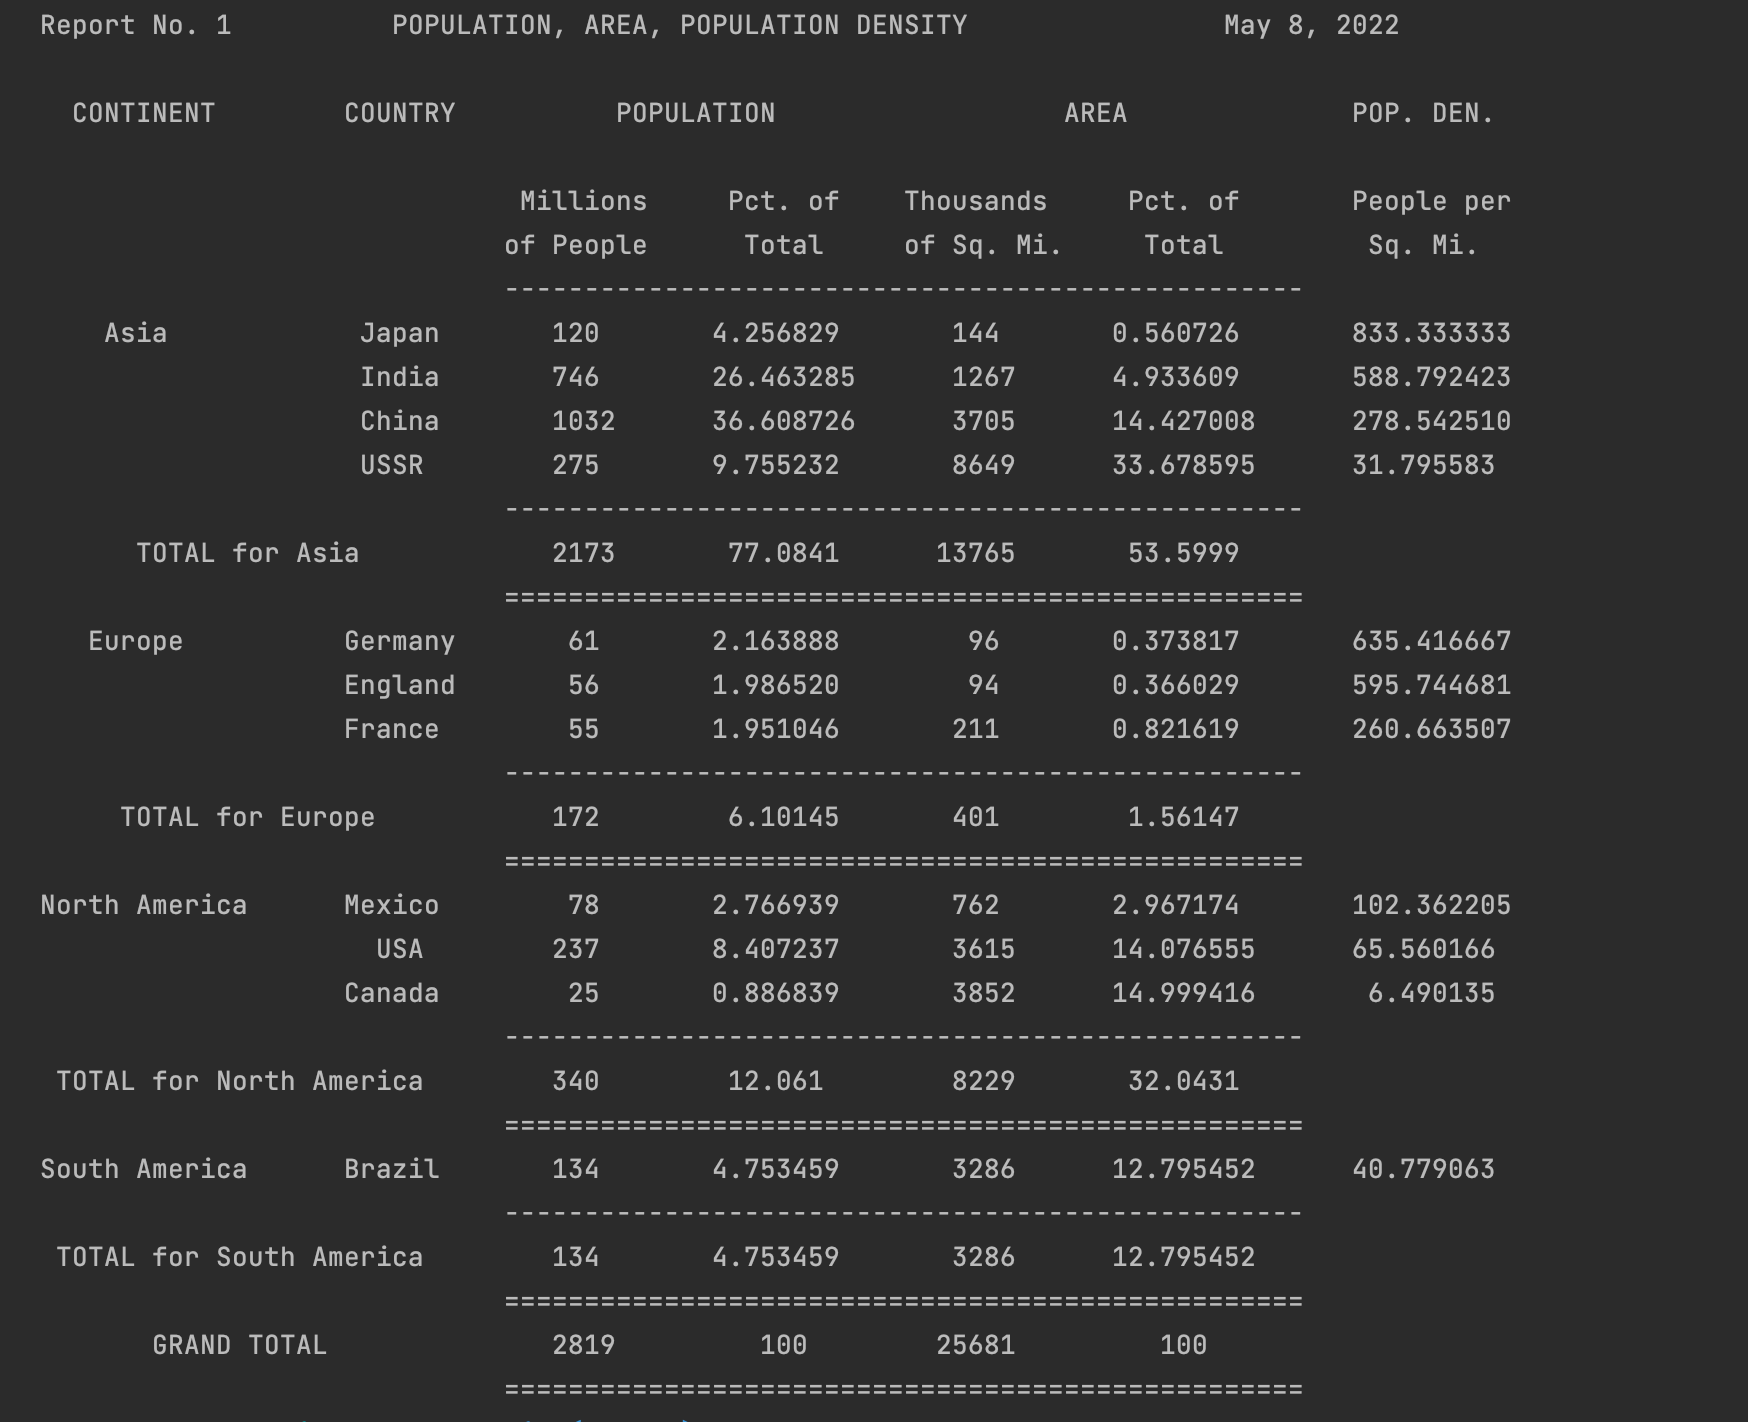 Report No. 1 POPULATION, AREA, POPULATION DENSITY May 8, 2022
CONTINENT COUNTRY POPULATION AREA POP. DEN.
Millions Pct. of Thousands Pct. of People per
of People Total of Sq. Mi. Total Sq. Mi.
--------------------------------------------------
Asia Japan 120 4.256829 144 0.560726 833.333333
India 746 26.463285 1267 4.933609 588.792423
China 1032 36.608726 3705 14.427008 278.542510
USSR 275 9.755232 8649 33.678595 31.795583
--------------------------------------------------
TOTAL for Asia 2173 77.0841 13765 53.5999
==================================================
Europe Germany 61 2.163888 96 0.373817 635.416667
England 56 1.986520 94 0.366029 595.744681
France 55 1.951046 211 0.821619 260.663507
--------------------------------------------------
TOTAL for Europe 172 6.10145 401 1.56147
==================================================
North America Mexico 78 2.766939 762 2.967174 102.362205
USA 237 8.407237 3615 14.076555 65.560166
Canada 25 0.886839 3852 14.999416 6.490135
--------------------------------------------------
TOTAL for North America 340 12.061 8229 32.0431
==================================================
South America Brazil 134 4.753459 3286 12.795452 40.779063
--------------------------------------------------
TOTAL for South America 134 4.753459 3286 12.795452
==================================================
GRAND TOTAL 2819 100 25681 100
==================================================